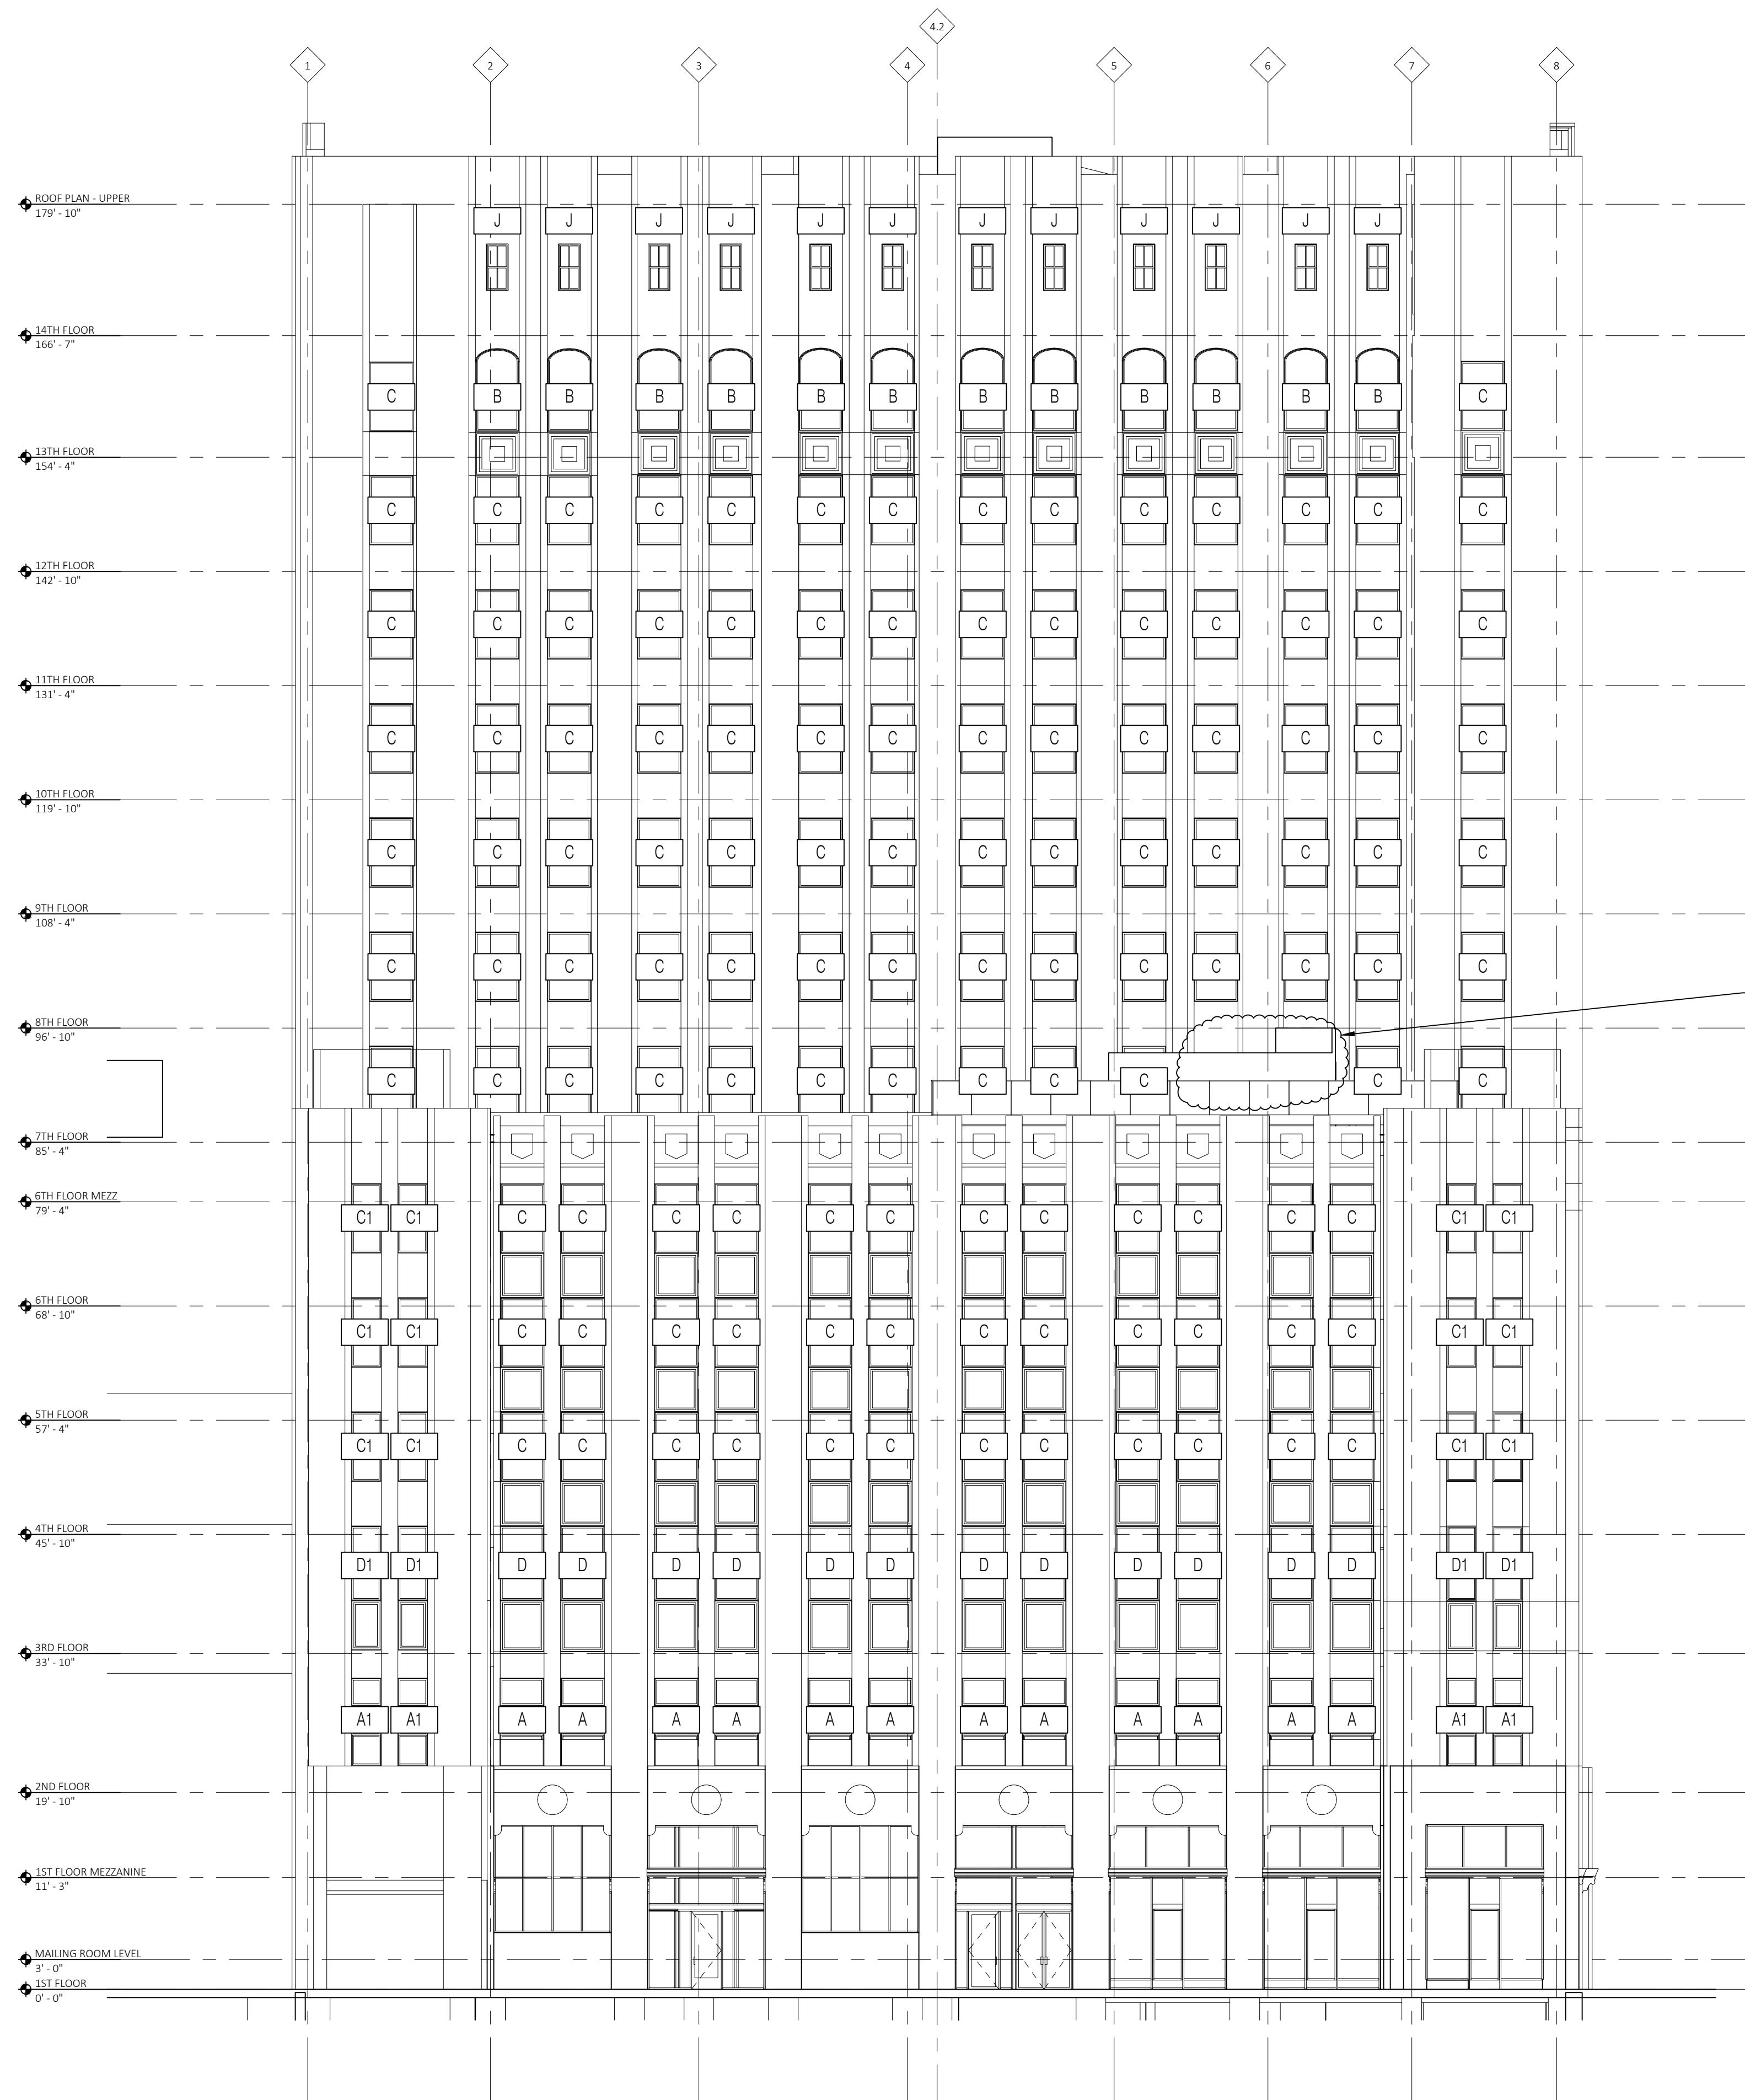 4.2
1 2 3 4 5 6 7 8
ROOF PLAN - UPPER
179' - 10"
J J J J J J J J J J J J
14TH FLOOR
166' - 7"
C B B B B B B B B B B B B C
13TH FLOOR
154' - 4"
C C C C C C C C C C C C C C
12TH FLOOR
142' - 10"
C C C C C C C C C C C C C C
11TH FLOOR
131' - 4"
C C C C C C C C C C C C C C
10TH FLOOR
119' - 10"
C C C C C C C C C C C C C C
9TH FLOOR
108' - 4"
C C C C C C C C C C C C C C
8TH FLOOR
96' - 10"
C C C C C C C C C C C C
7TH FLOOR
85' - 4"
6TH FLOOR MEZZ
79' - 4"
C1 C1 C C C C C C C C C C C C C1 C1
6TH FLOOR
68' - 10"
C1 C1 C C C C C C C C C C C C C1 C1
5TH FLOOR
57' - 4"
C1 C1 C C C C C C C C C C C C C1 C1
4TH FLOOR
45' - 10"
D1 D1 D D D D D D D D D D D D D1 D1
3RD FLOOR
33' - 10"
A1 A1 A A A A A A A A A A A A A1 A1
2ND FLOOR
19' - 10"
1ST FLOOR MEZZANINE
11' - 3"
MAILING ROOM LEVEL
3' - 0"
1ST FLOOR
0' - 0"